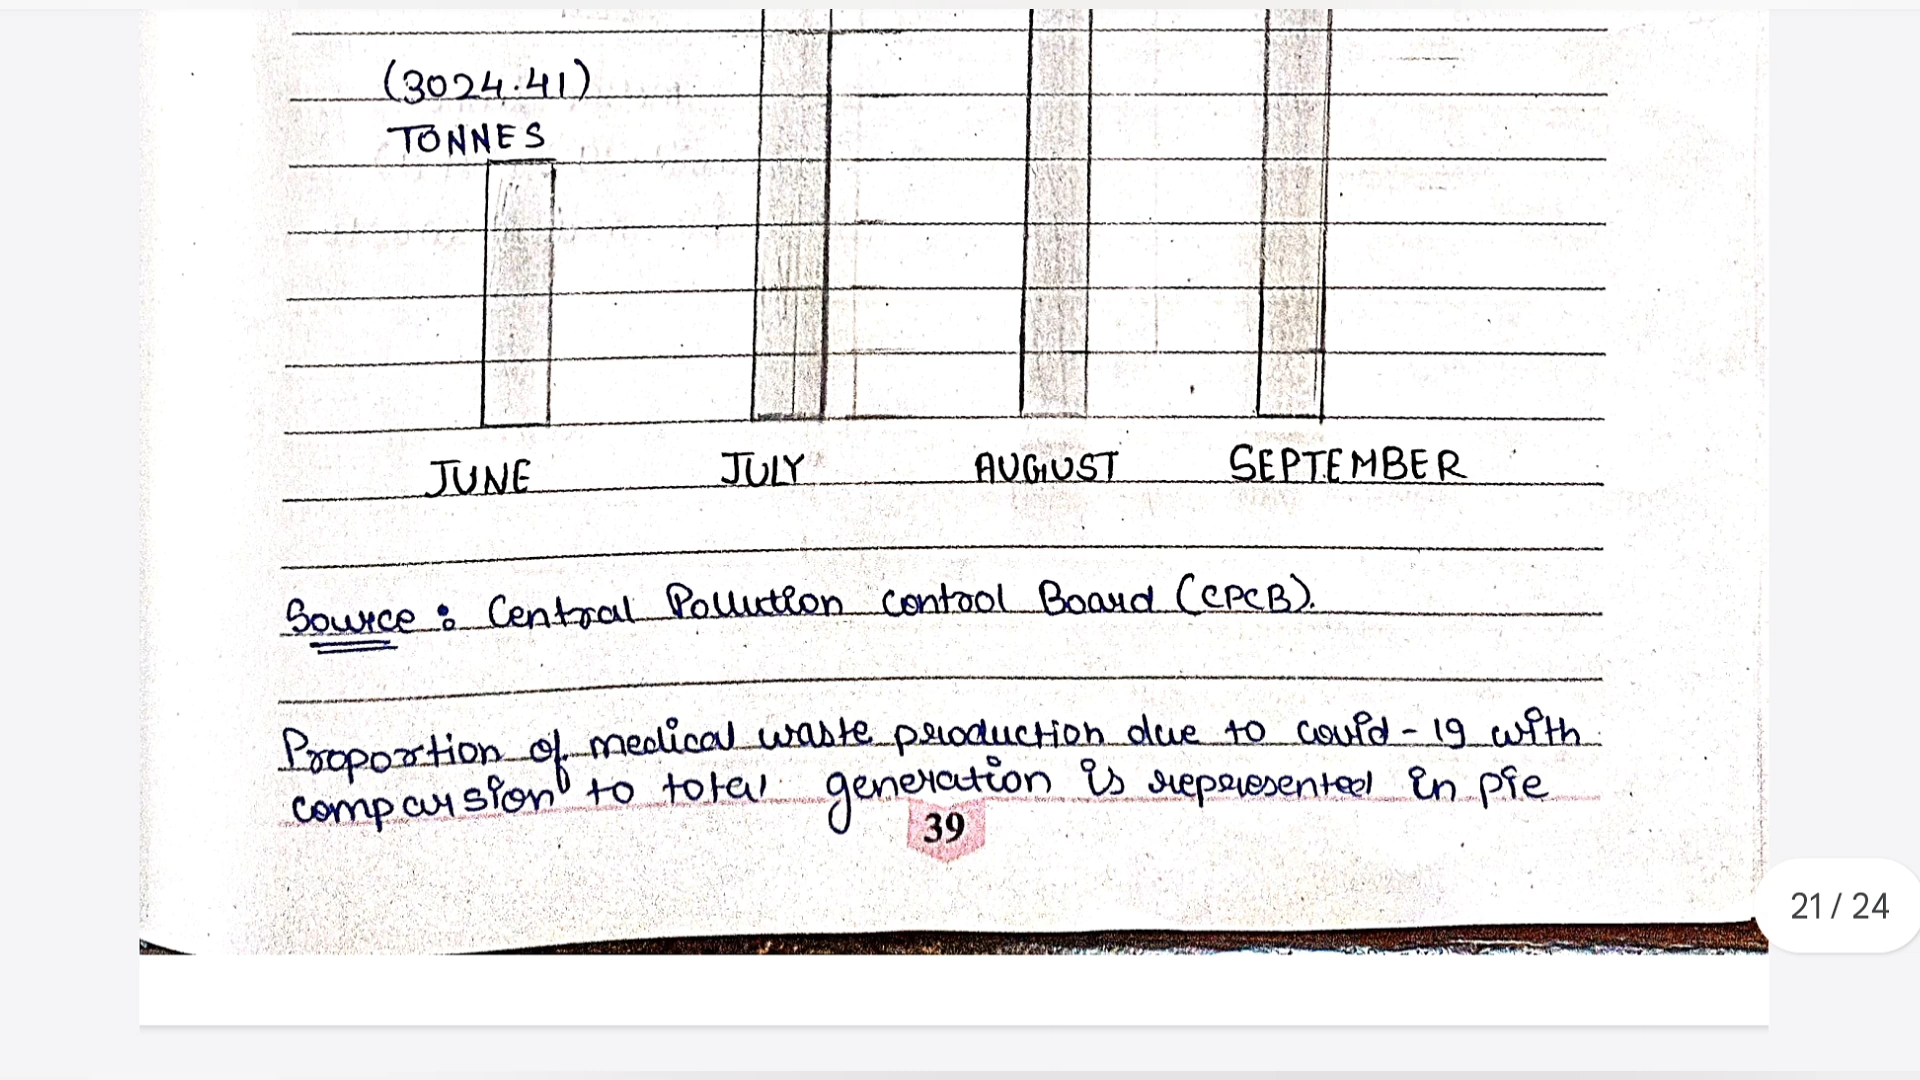 (3024.41)
TONNES
JUNE JULY AUGUST SEPTEMBER
Source : Central Pollution control Board (CPCB).
Proportion of medical waste production due to covid-19 with
comparsion to total generation is represented in pie
39
21 / 24